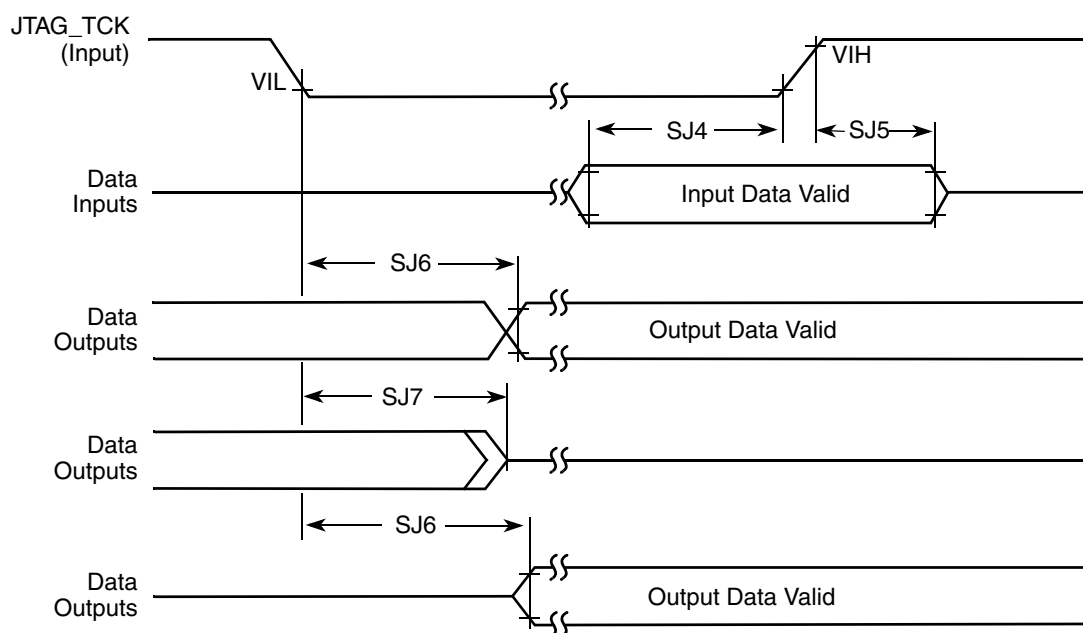 JTAG_TCK
(Input)
VIL
VIH
SJ4
SJ5
Data
Inputs
Input Data Valid
SJ6
Data
Outputs
Output Data Valid
SJ7
Data
Outputs
SJ6
Data
Outputs
Output Data Valid